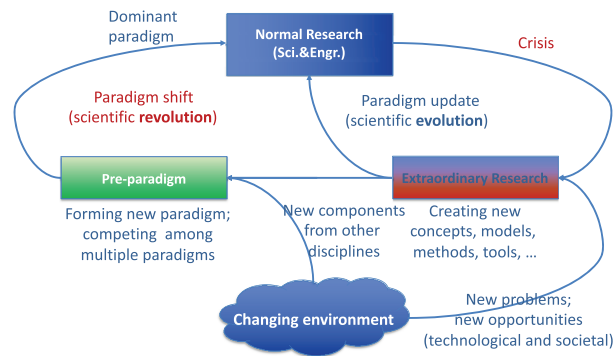 Dominant
paradigm
Normal Research
(Sci.&Engr.)
Crisis
Paradigm shift
(scientific revolution)
Paradigm update
(scientific evolution)
Pre-paradigm
Extraordinary Research
Forming new paradigm;
competing among
multiple paradigms
New components
from other
disciplines
Creating new
concepts, models,
methods, tools, ...
Changing environment
New problems;
new opportunities
(technological and societal)